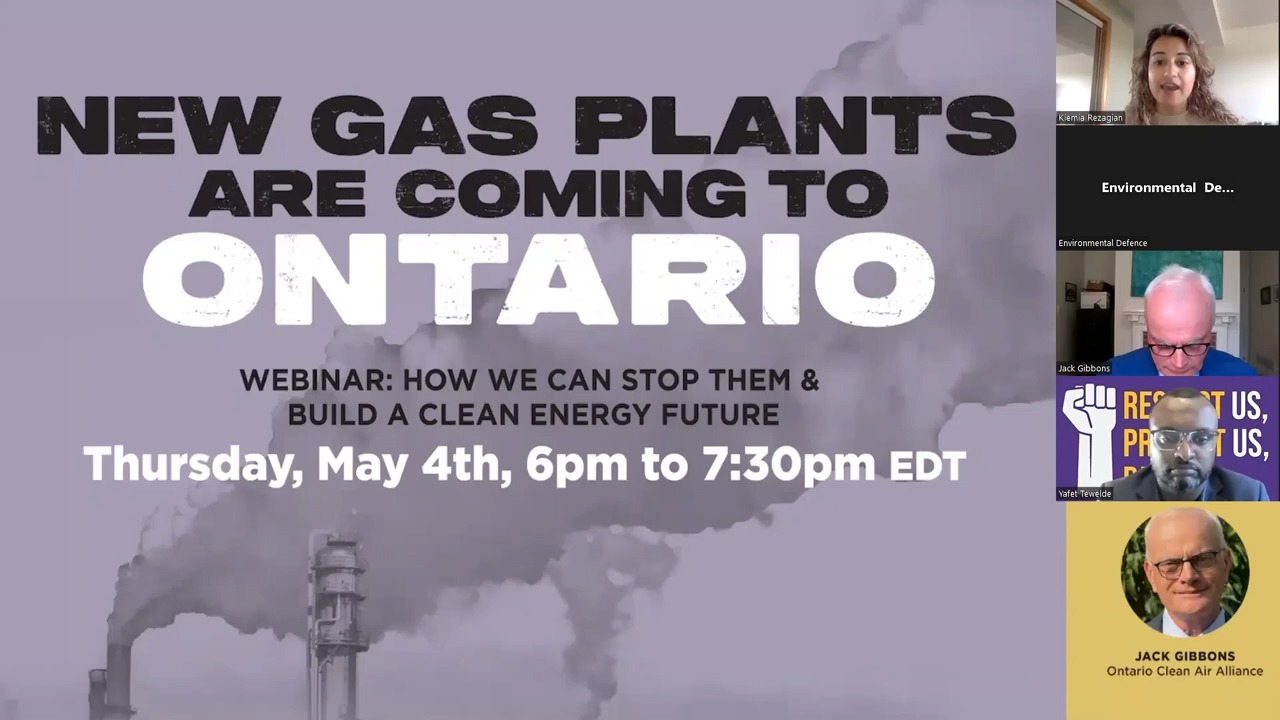 NEW GAS PLANTS
ARE COMING TO
ONTARIO
WEBINAR: HOW WE CAN STOP THEM &
BUILD A CLEAN ENERGY FUTURE
Thursday, May 4th, 6pm to 7:30pm EDT
Kiemia Rezagian
Environmental De...
Environmental Defence
Jack Gibbons
US,
US,
Yafet Tewelde
JACK GIBBONS
Ontario Clean Air Alliance